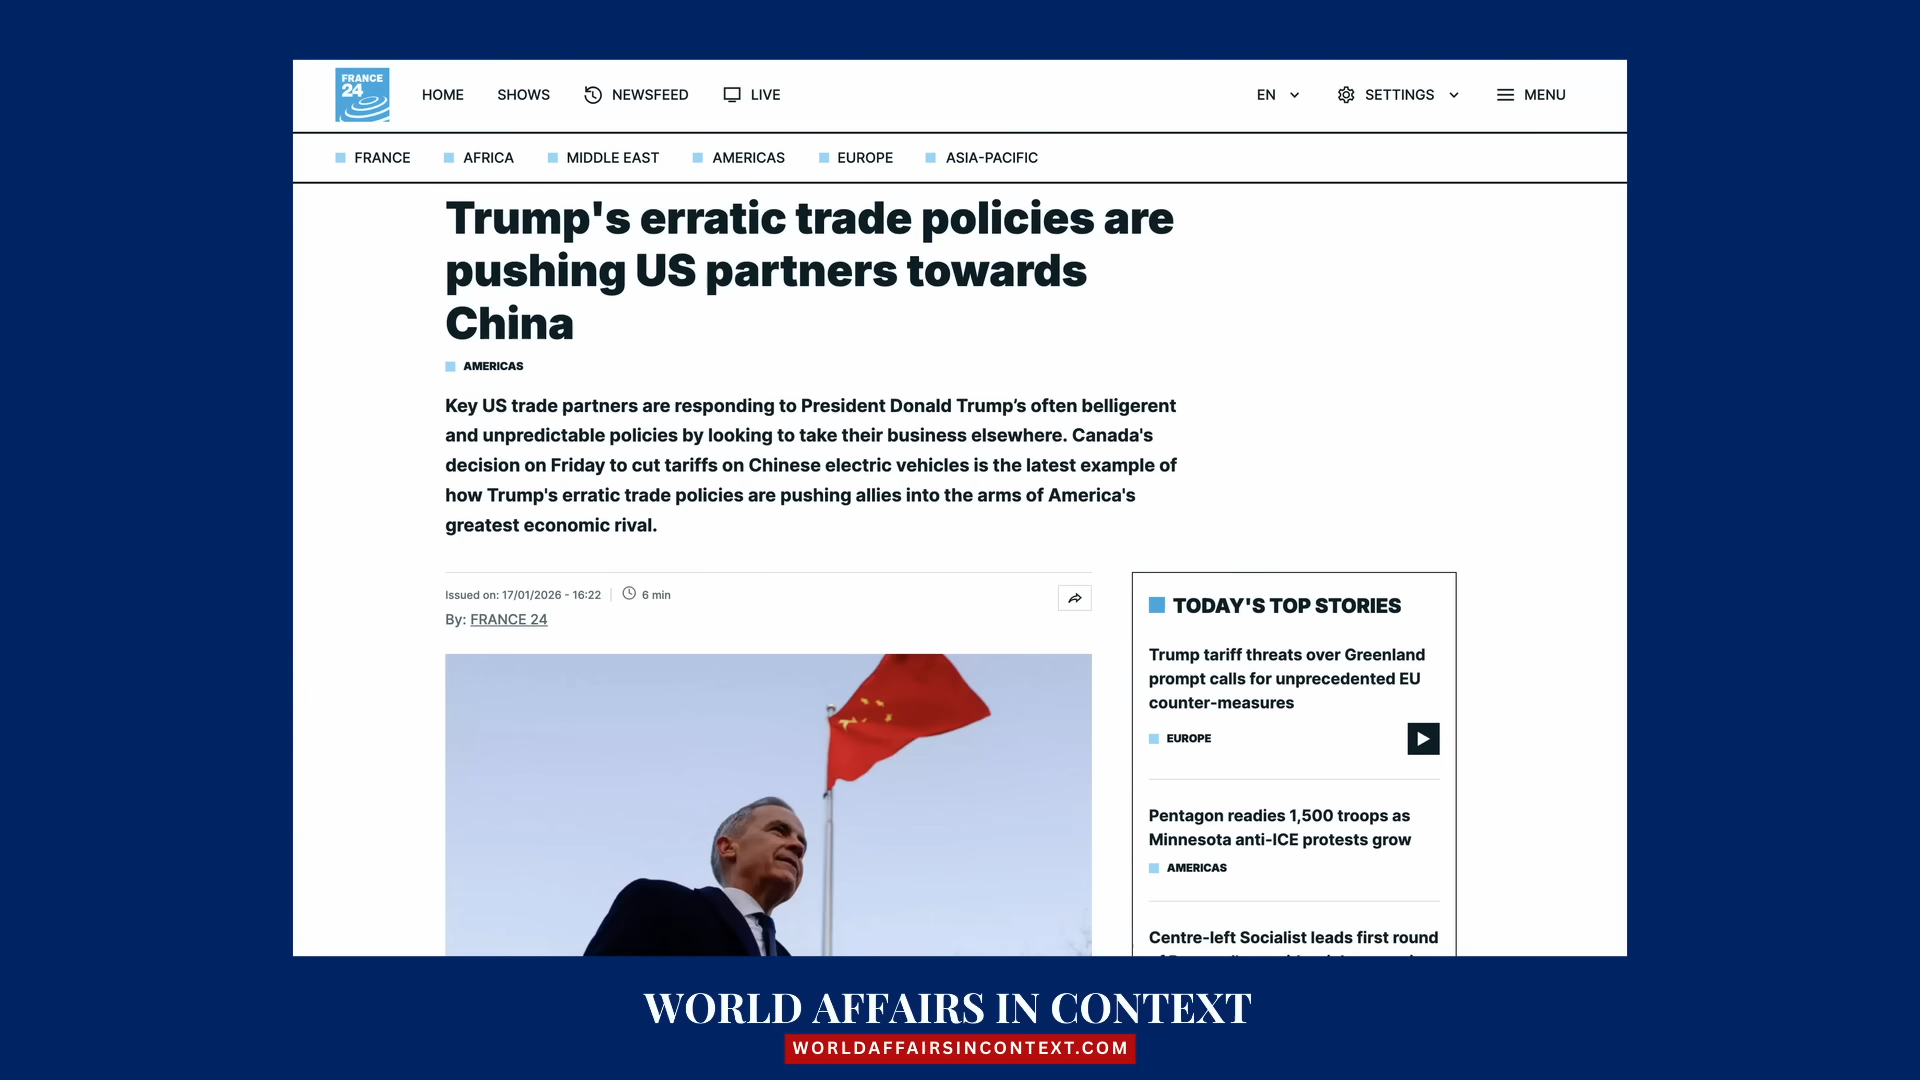 FRANCE
24
HOME
SHOWS
NEWSFEED
LIVE
EN
SETTINGS
MENU
FRANCE
AFRICA
MIDDLE EAST
AMERICAS
EUROPE
ASIA-PACIFIC
Trump's erratic trade policies are
pushing US partners towards
China
AMERICAS
Key US trade partners are responding to President Donald Trump’s often belligerent
and unpredictable policies by looking to take their business elsewhere. Canada's
decision on Friday to cut tariffs on Chinese electric vehicles is the latest example of
how Trump's erratic trade policies are pushing allies into the arms of America's
greatest economic rival.
Issued on: 17/01/2026 - 16:22
6 min
By: FRANCE 24
TODAY'S TOP STORIES
Trump tariff threats over Greenland
prompt calls for unprecedented EU
counter-measures
EUROPE
Pentagon readies 1,500 troops as
Minnesota anti-ICE protests grow
AMERICAS
Centre-left Socialist leads first round
WORLD AFFAIRS IN CONTEXT
WORLDAFFAIRSINCONTEXT.COM